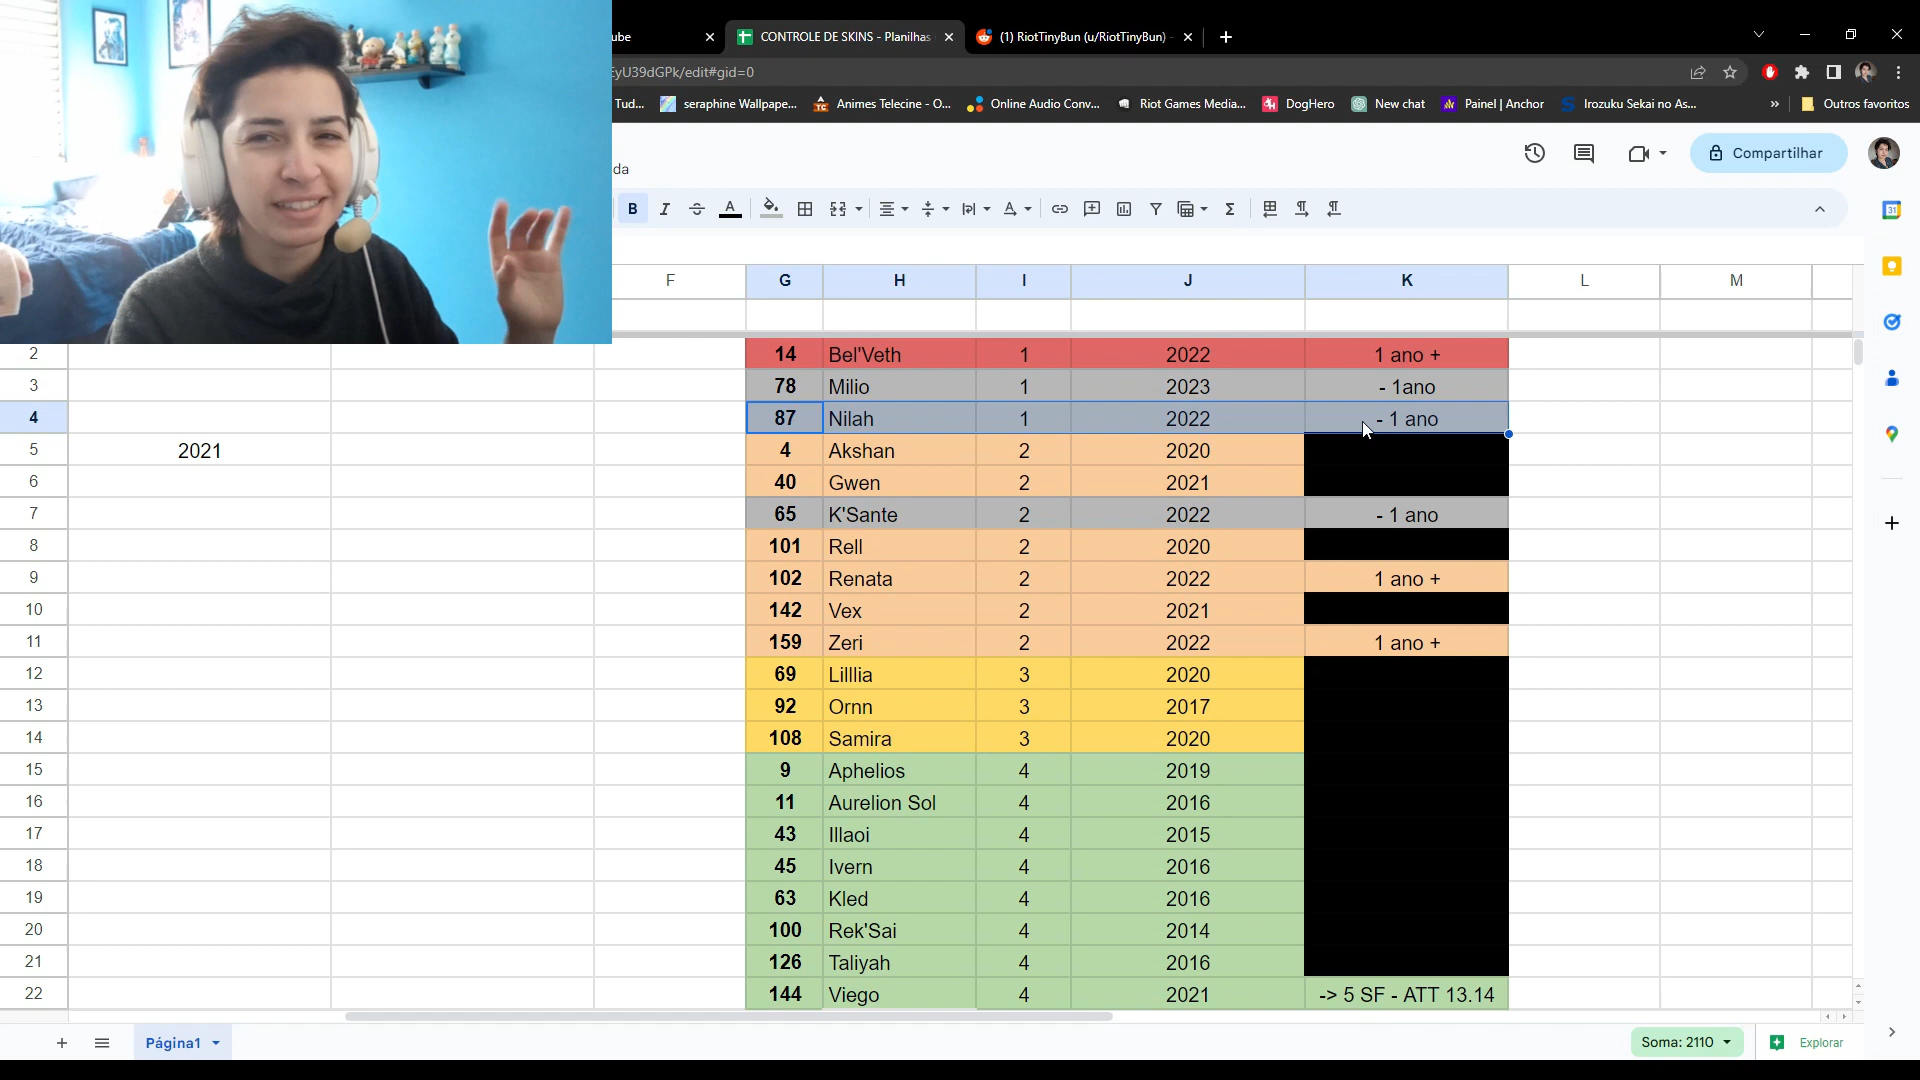 ube
CONTROLE DE SKINS - Planilhas
(1) RiotTinyBun (u/RiotTinyBun) -
EyU39dGPk/edit#gid=0
Tud...
seraphine Wallpape...
Animes Telecine - O...
Online Audio Conv...
Riot Games Media...
DogHero
New chat
Painel | Anchor
Irozuku Sekai no As...
»
Outros favoritos
da
Compartilhar
B I S A
F G H I J K L M
2 14 Bel'Veth 1 2022 1 ano +
3 78 Milio 1 2023 - 1ano
4 87 Nilah 1 2022 - 1 ano
5 2021 4 Akshan 2 2020
6 40 Gwen 2 2021
7 65 K'Sante 2 2022 - 1 ano
8 101 Rell 2 2020
9 102 Renata 2 2022 1 ano +
10 142 Vex 2 2021
11 159 Zeri 2 2022 1 ano +
12 69 Lilllia 3 2020
13 92 Ornn 3 2017
14 108 Samira 3 2020
15 9 Aphelios 4 2019
16 11 Aurelion Sol 4 2016
17 43 Illaoi 4 2015
18 45 Ivern 4 2016
19 63 Kled 4 2016
20 100 Rek'Sai 4 2014
21 126 Taliyah 4 2016
22 144 Viego 4 2021 -> 5 SF - ATT 13.14
Página1
Soma: 2110
Explorar